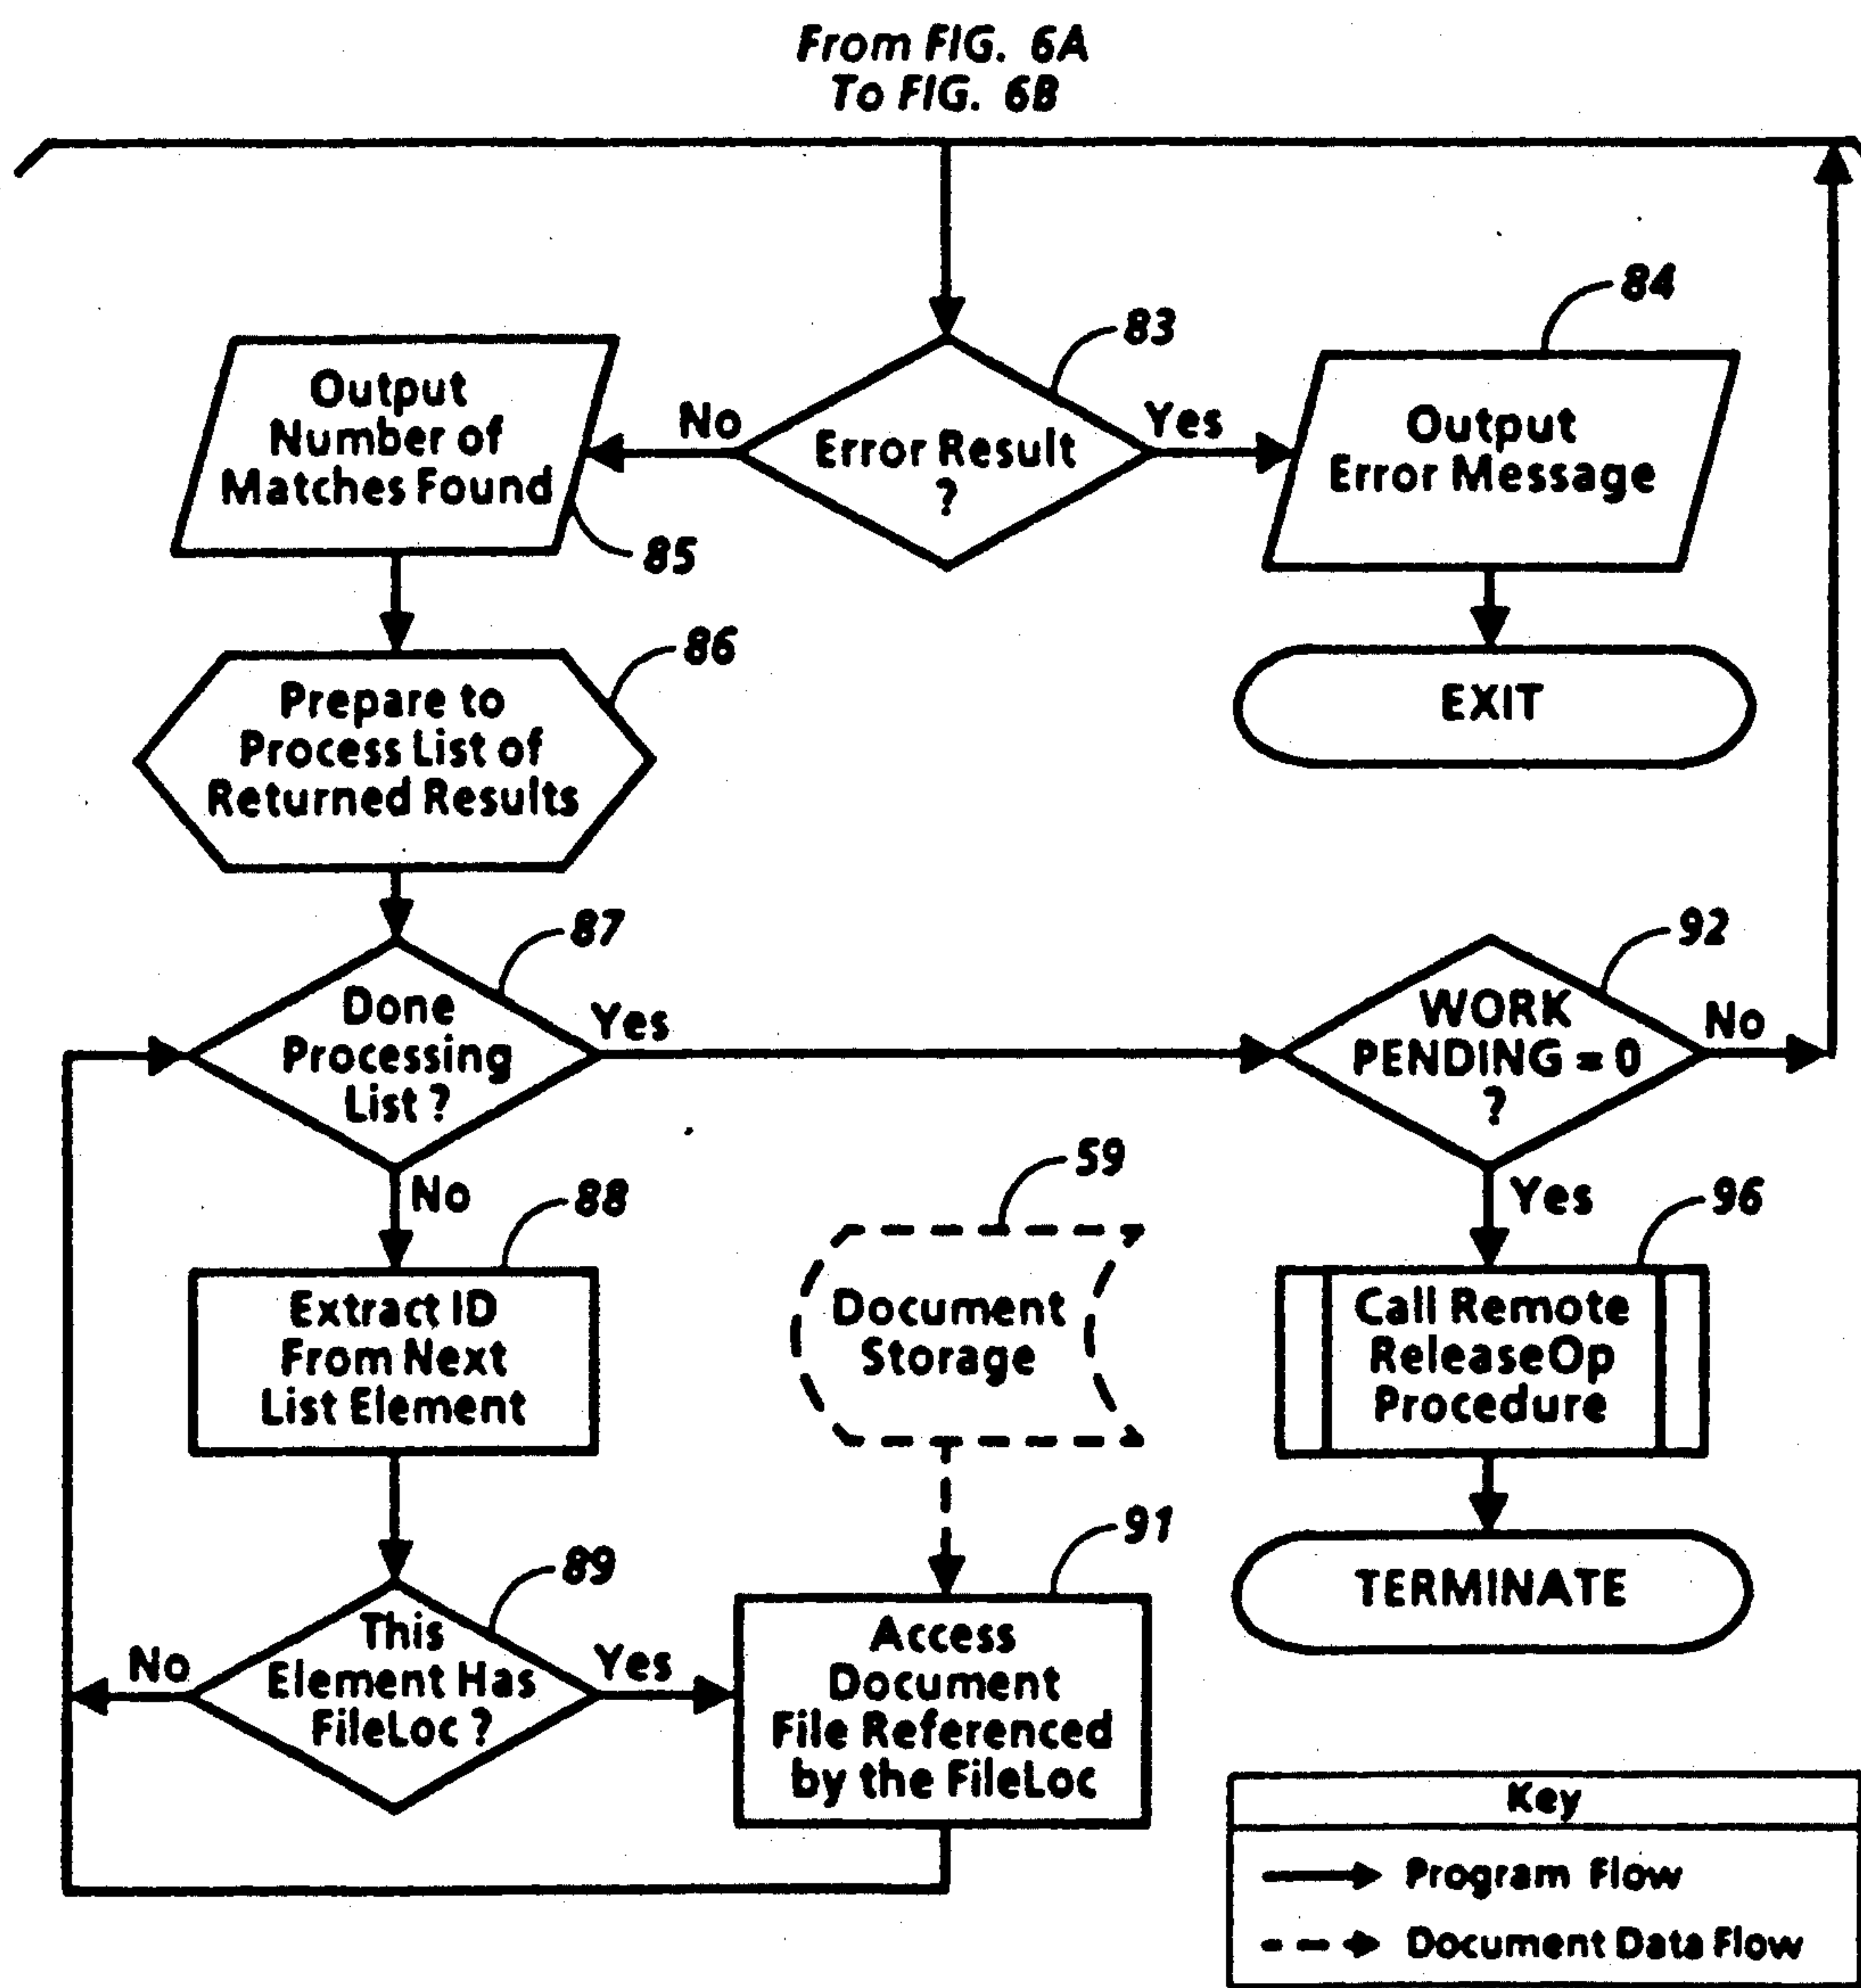 From FIG. 6A
To FIG. 6B
84
83
Output
Number of
Matches Found
No
Error Result
?
Yes
Output
Error Message
85
86
Prepare to
Process List of
Returned Results
EXIT
87
92
Done
Processing
List ?
Yes
WORK
PENDING = 0
?
No
No
88
59
Yes
96
Extract ID
From Next
List Element
Document
Storage
Call Remote
ReleaseOp
Procedure
89
91
No
This
Element Has
FileLoc ?
Yes
Access
Document
File Referenced
by the FileLoc
TERMINATE
Key
Program Flow
Document Data Flow